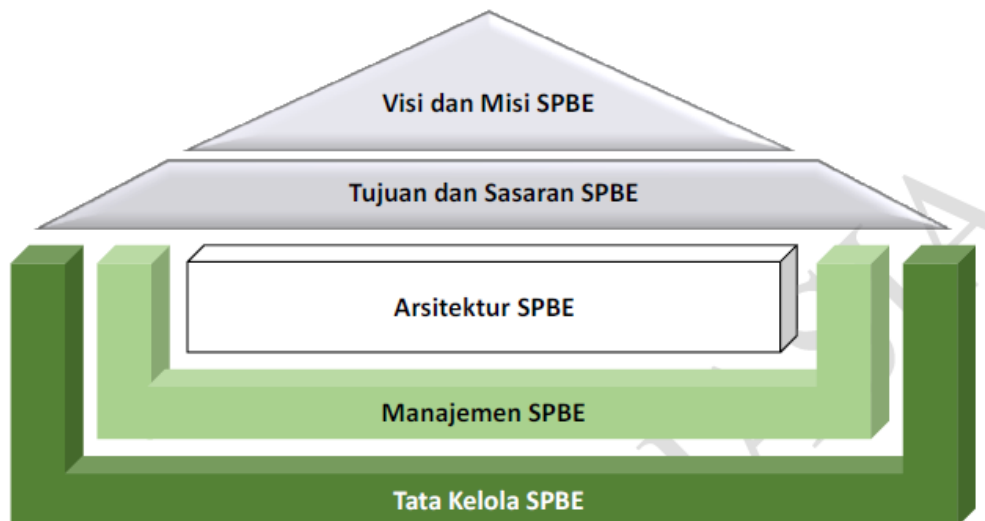 Visi dan Misi SPBE
Tujuan dan Sasaran SPBE
Arsitektur SPBE
Manajemen SPBE
Tata Kelola SPBE